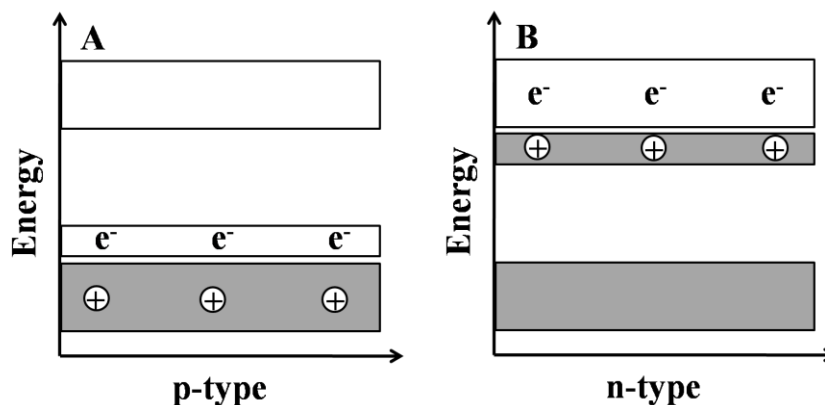 A
Energy
e⁻ e⁻ e⁻
+ + +
p-type
B
Energy
e⁻ e⁻ e⁻
+ + +
n-type